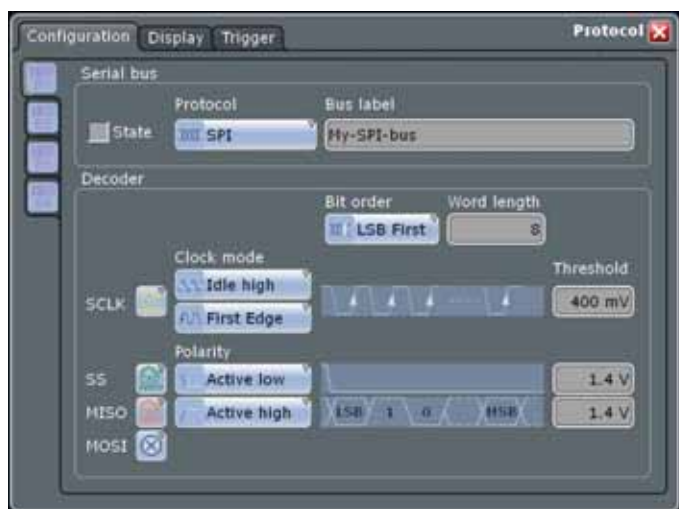 Configuration Display Trigger Protocol
Serial bus
Protocol Bus label
State SPI My-SPI-bus
Decoder
Bit order Word length
LSB First 8
Clock mode
Idle high Threshold
SCLK First Edge 400 mV
Polarity
SS Active low 1.4 V
MISO Active high LSB 1 0 MSB 1.4 V
MOSI